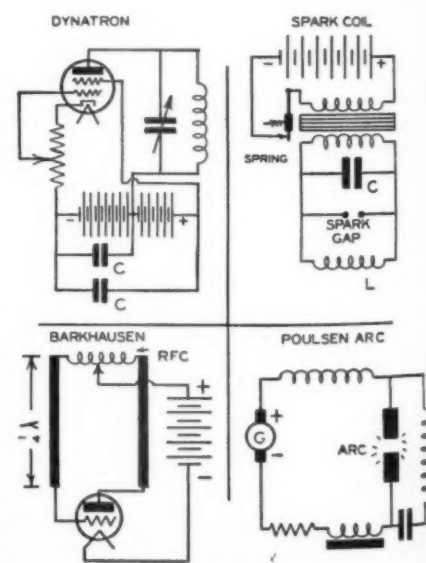 DYNATRON
- +
C
C
SPARK COIL
- +
SPRING
C
SPARK
GAP
L
BARKHAUSEN
RFC
+
-
POULSEN ARC
+
G
-
ARC